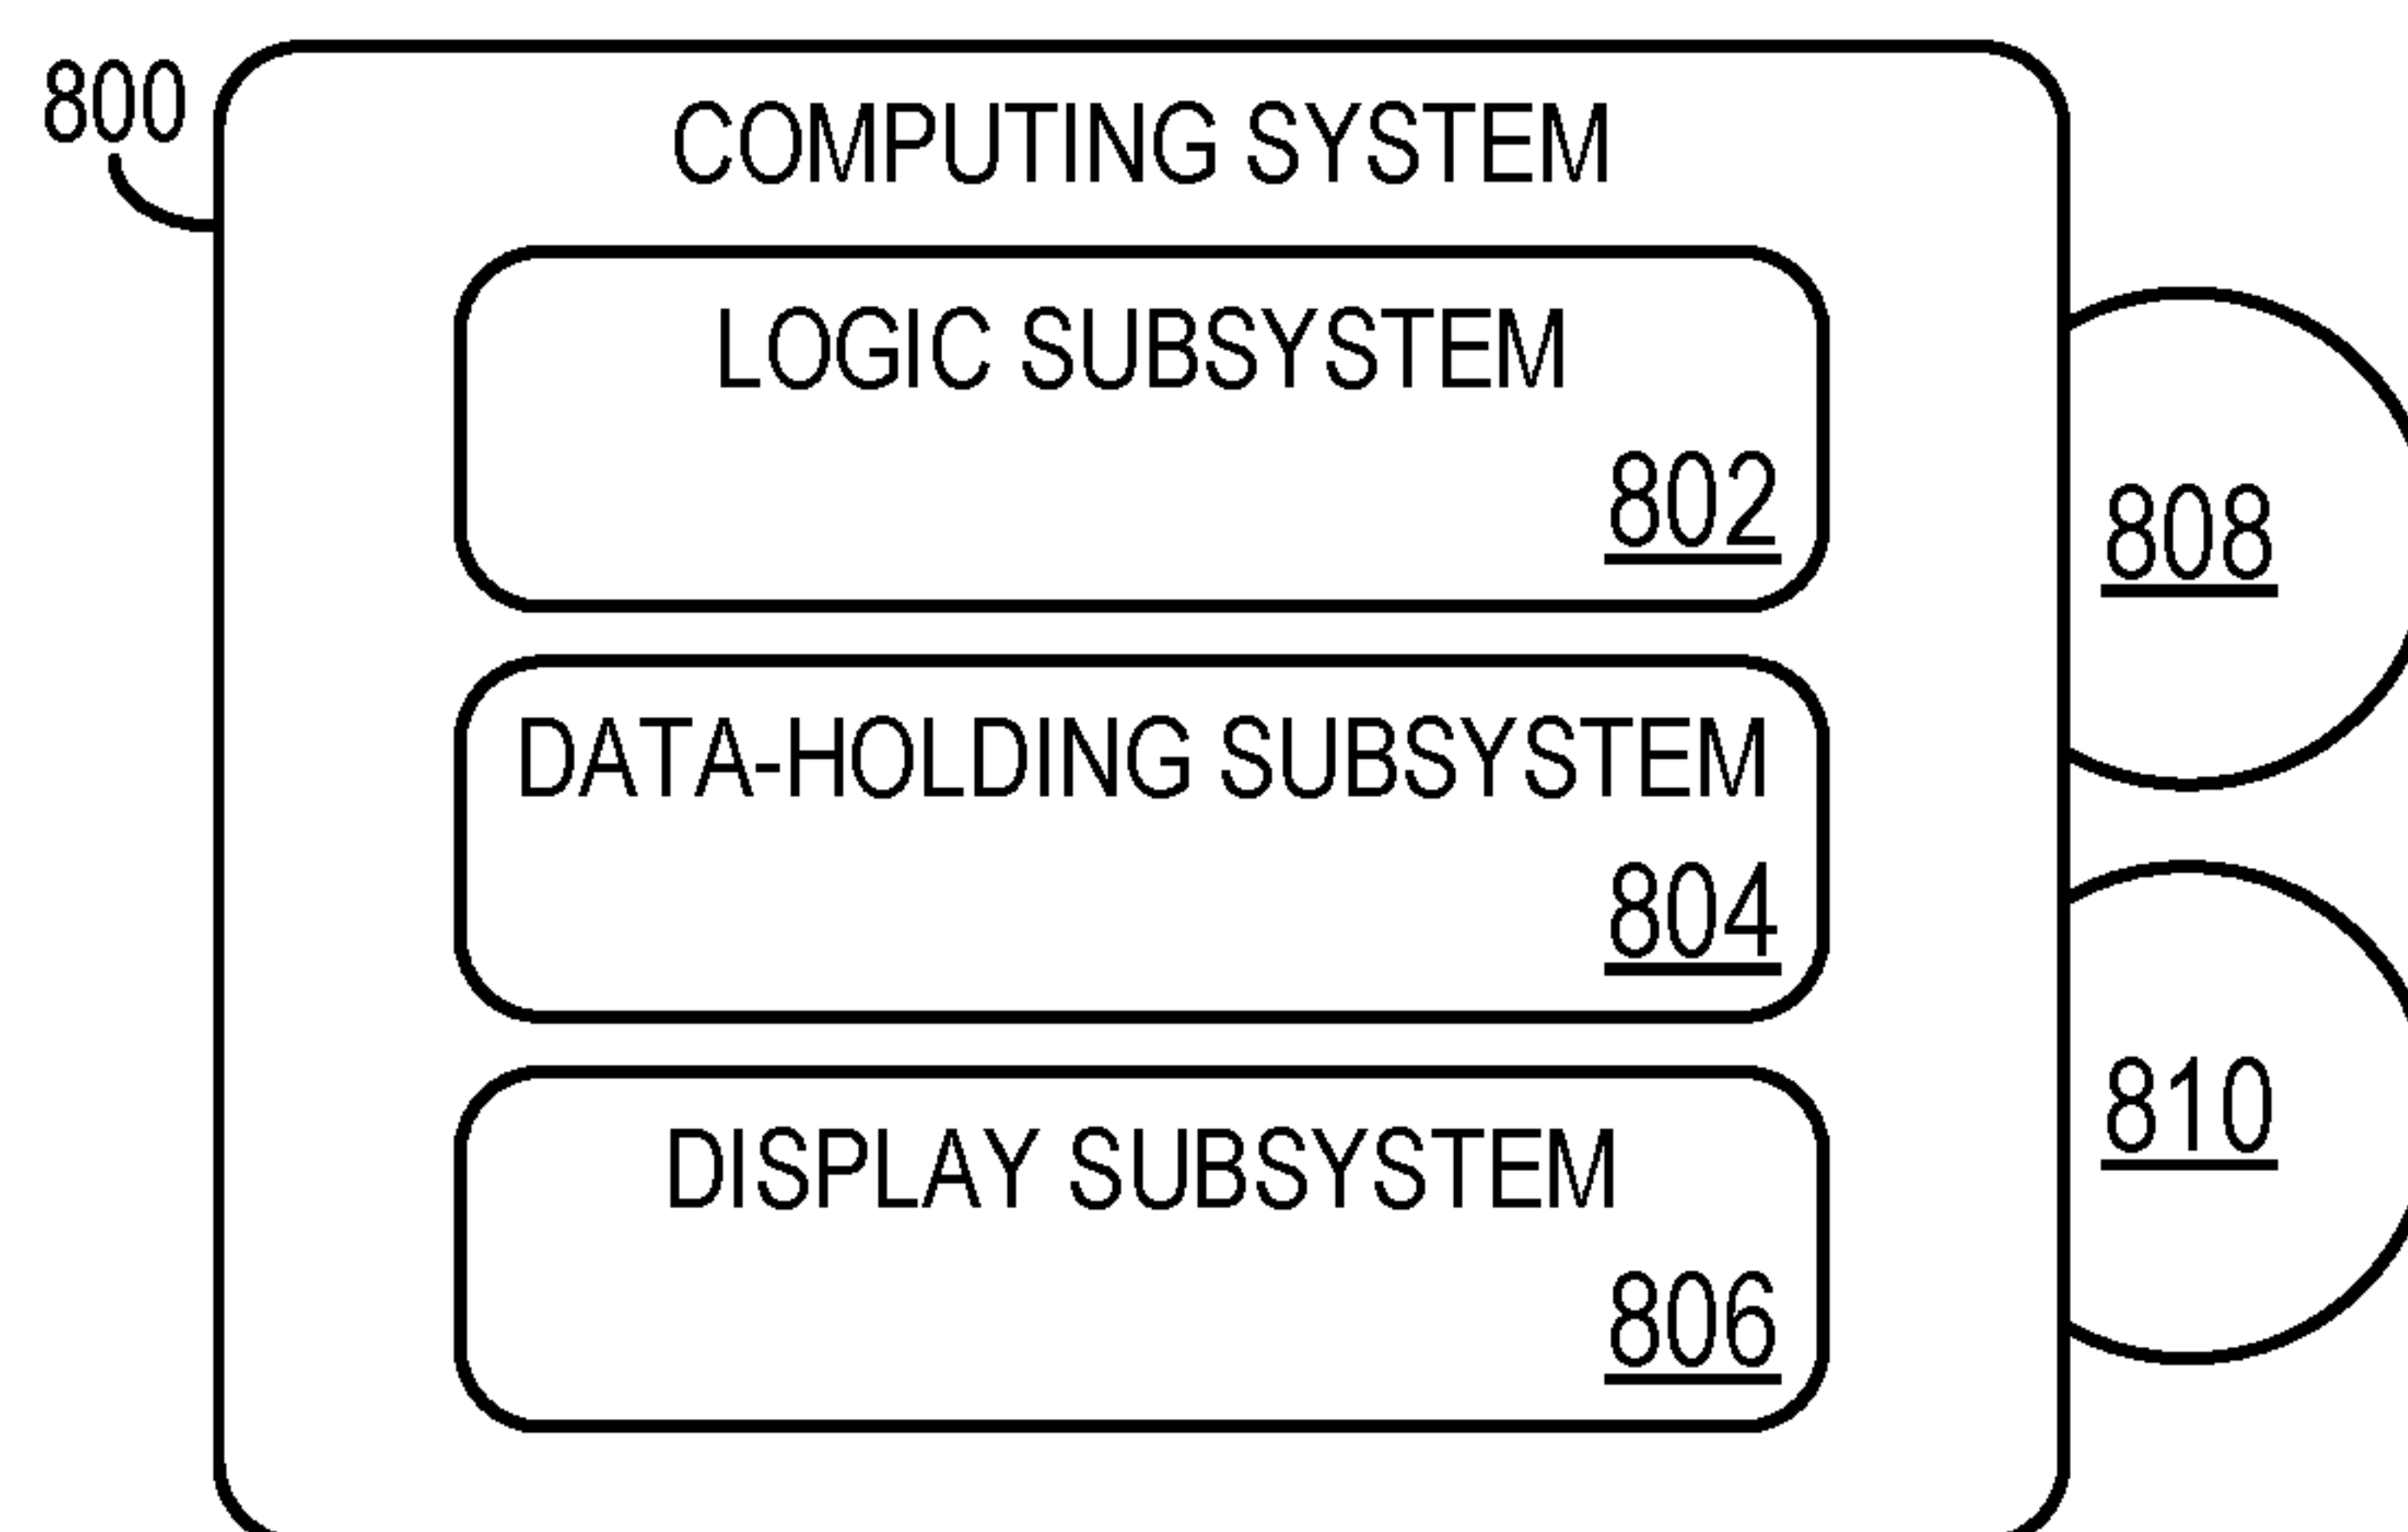 800
COMPUTING SYSTEM
LOGIC SUBSYSTEM
802
808
DATA-HOLDING SUBSYSTEM
804
810
DISPLAY SUBSYSTEM
806